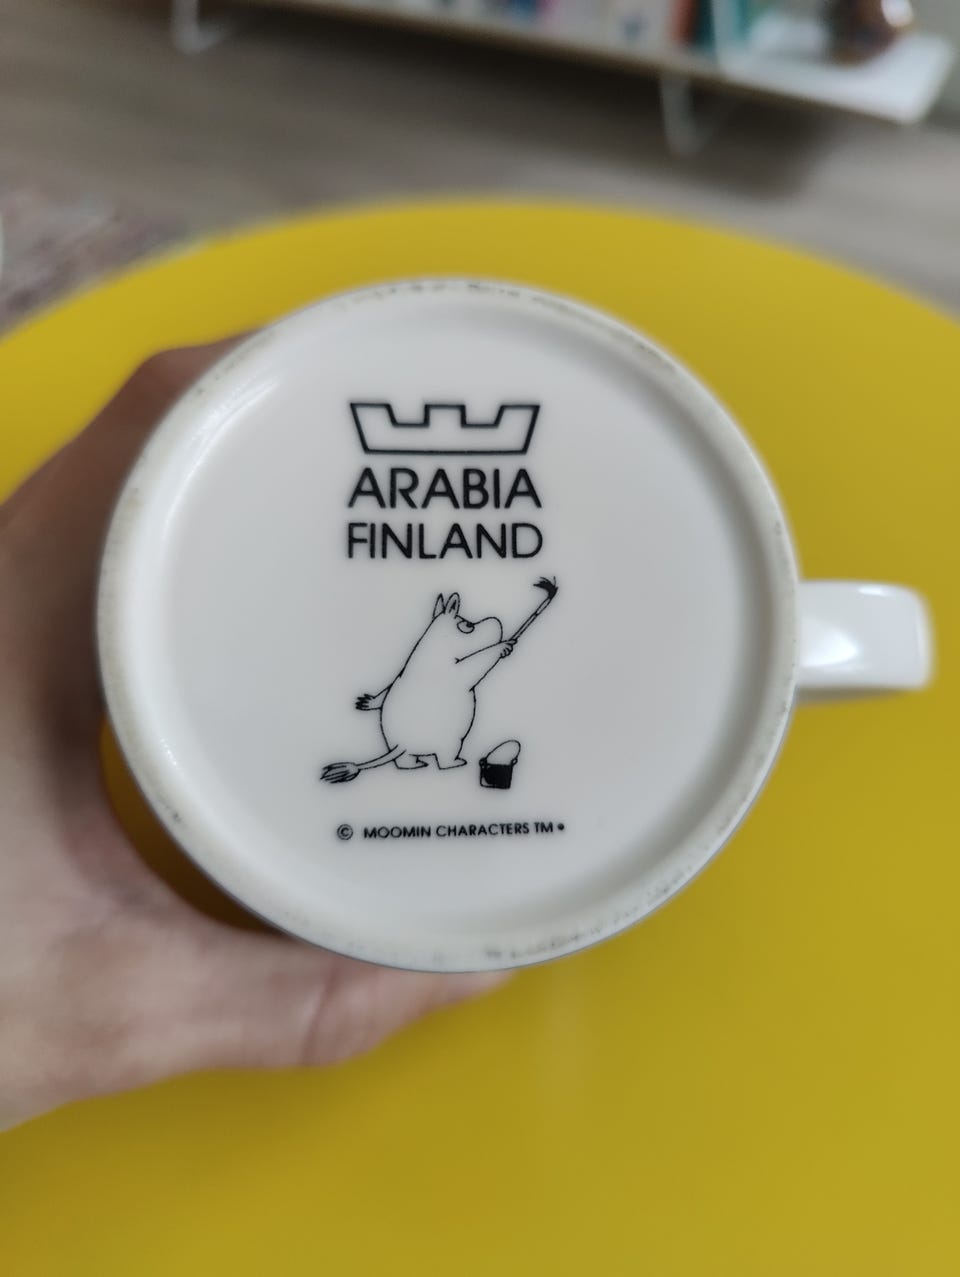 ARABIA
FINLAND
© MOOMIN CHARACTERS TM •